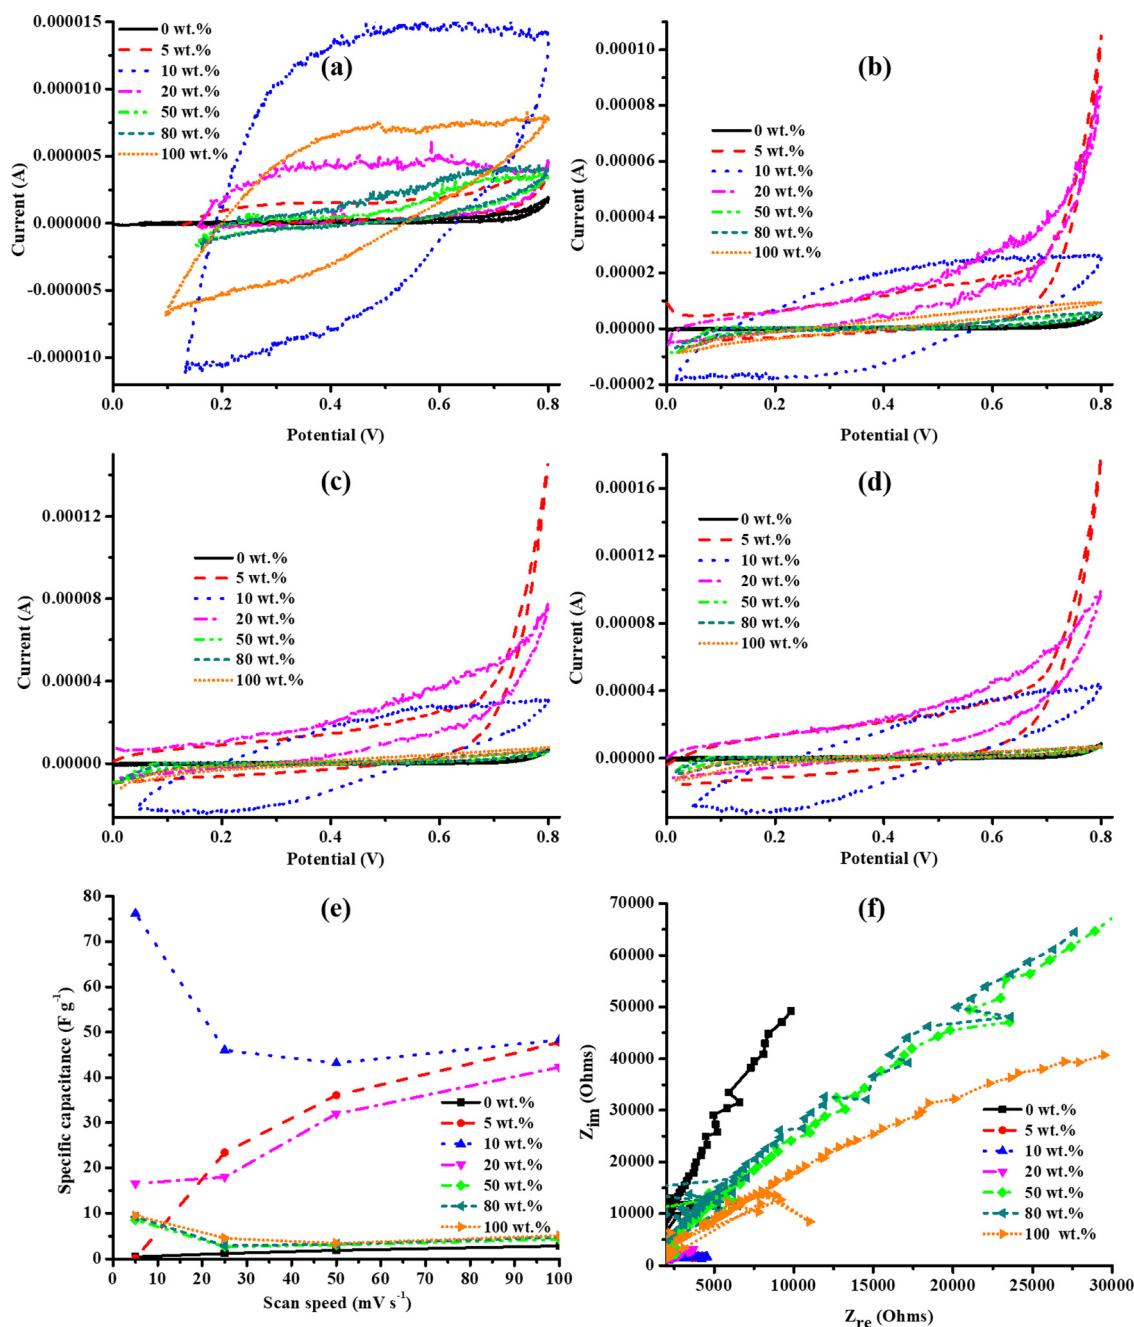 (a)
0.000015
0.000010
0.000005
0.000000
-0.000005
-0.000010
Current (A)
0 wt.%
5 wt.%
10 wt.%
20 wt.%
50 wt.%
80 wt.%
100 wt.%
0.0 0.2 0.4 0.6 0.8
Potential (V)
(b)
0.00010
0.00008
0.00006
0.00004
0.00002
0.00000
-0.00002
Current (A)
0 wt.%
5 wt.%
10 wt.%
20 wt.%
50 wt.%
80 wt.%
100 wt.%
0.0 0.2 0.4 0.6 0.8
Potential (V)
(c)
0.00012
0.00008
0.00004
0.00000
Current (A)
0 wt.%
5 wt.%
10 wt.%
20 wt.%
50 wt.%
80 wt.%
100 wt.%
0.0 0.2 0.4 0.6 0.8
Potential (V)
(d)
0.00016
0.00012
0.00008
0.00004
0.00000
Current (A)
0 wt.%
5 wt.%
10 wt.%
20 wt.%
50 wt.%
80 wt.%
100 wt.%
0.0 0.2 0.4 0.6 0.8
Potential (V)
(e)
80
70
60
50
40
30
20
10
0
Specific capacitance (F g⁻¹)
0 wt.%
5 wt.%
10 wt.%
20 wt.%
50 wt.%
80 wt.%
100 wt.%
0 10 20 30 40 50 60 70 80 90 100
Scan speed (mV s⁻¹)
(f)
70000
60000
50000
40000
30000
20000
10000
0
Z_im (Ohms)
0 wt.%
5 wt.%
10 wt.%
20 wt.%
50 wt.%
80 wt.%
100 wt.%
5000 10000 15000 20000 25000 30000
Z_re (Ohms)